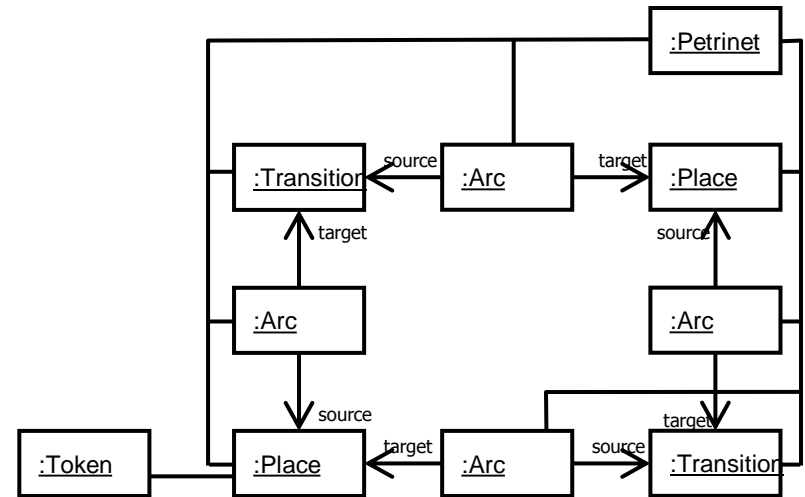 :Petrinet
:Transition
source
:Arc
target
:Place
target
source
:Arc
:Arc
source
target
:Token
:Place
target
:Arc
source
:Transition